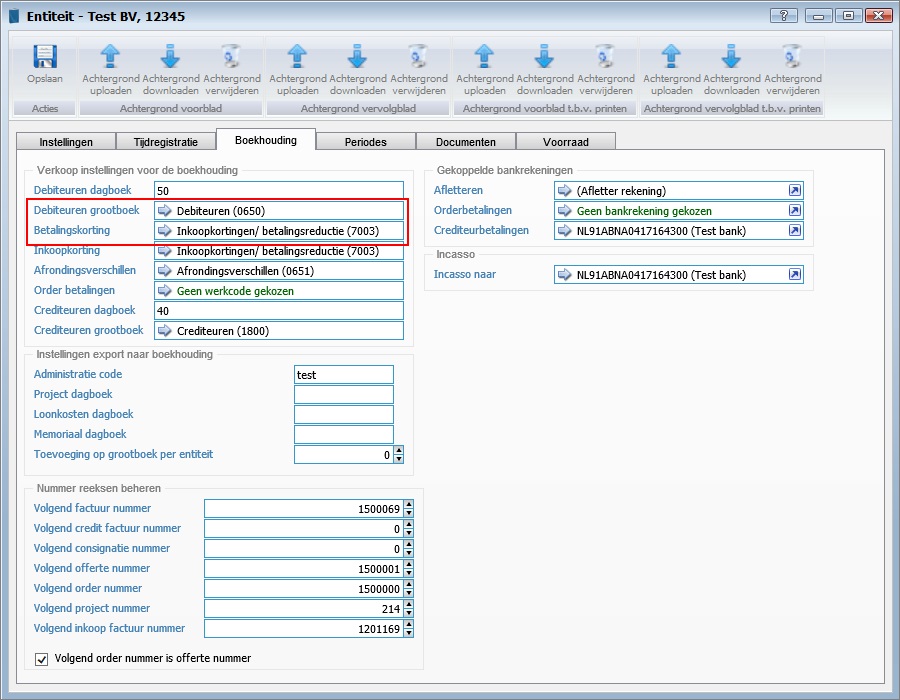 Entiteit - Test BV, 12345
?
Opslaan
Achtergrond uploaden
Achtergrond downloaden
Achtergrond verwijderen
Achtergrond uploaden
Achtergrond downloaden
Achtergrond verwijderen
Achtergrond uploaden
Achtergrond downloaden
Achtergrond verwijderen
Achtergrond uploaden
Achtergrond downloaden
Achtergrond verwijderen
Acties
Achtergrond voorblad
Achtergrond vervolgblad
Achtergrond voorblad t.b.v. printen
Achtergrond vervolgblad t.b.v. printen
Instellingen
Tijdregistratie
Boekhouding
Periodes
Documenten
Voorraad
Verkoop instellingen voor de boekhouding
Debiteuren dagboek 50
Debiteuren grootboek Debiteuren (0650)
Betalingskorting Inkoopkortingen/ betalingsreductie (7003)
Inkoopkorting Inkoopkortingen/ betalingsreductie (7003)
Afrondingsverschillen Afrondingsverschillen (0651)
Order betalingen Geen werkcode gekozen
Crediteuren dagboek 40
Crediteuren grootboek Crediteuren (1800)
Gekoppelde bankrekeningen
Afletteren (Afletter rekening)
Orderbetalingen Geen bankrekening gekozen
Crediteurbetalingen NL91ABNA0417164300 (Test bank)
Incasso
Incasso naar NL91ABNA0417164300 (Test bank)
Instellingen export naar boekhouding
Administratie code test
Project dagboek
Loonkosten dagboek
Memoriaal dagboek
Toevoeging op grootboek per entiteit 0
Nummer reeksen beheren
Volgend factuur nummer 1500069
Volgend credit factuur nummer 0
Volgend consignatie nummer 0
Volgend offerte nummer 1500001
Volgend order nummer 1500000
Volgend project nummer 214
Volgend inkoop factuur nummer 1201169
Volgend order nummer is offerte nummer